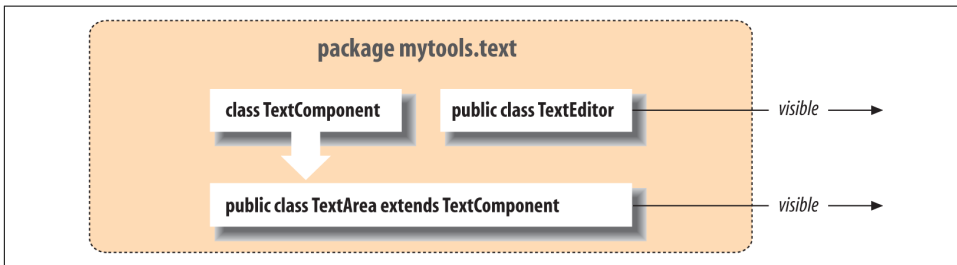 package mytools.text
class TextComponent
public class TextEditor
visible
public class TextArea extends TextComponent
visible